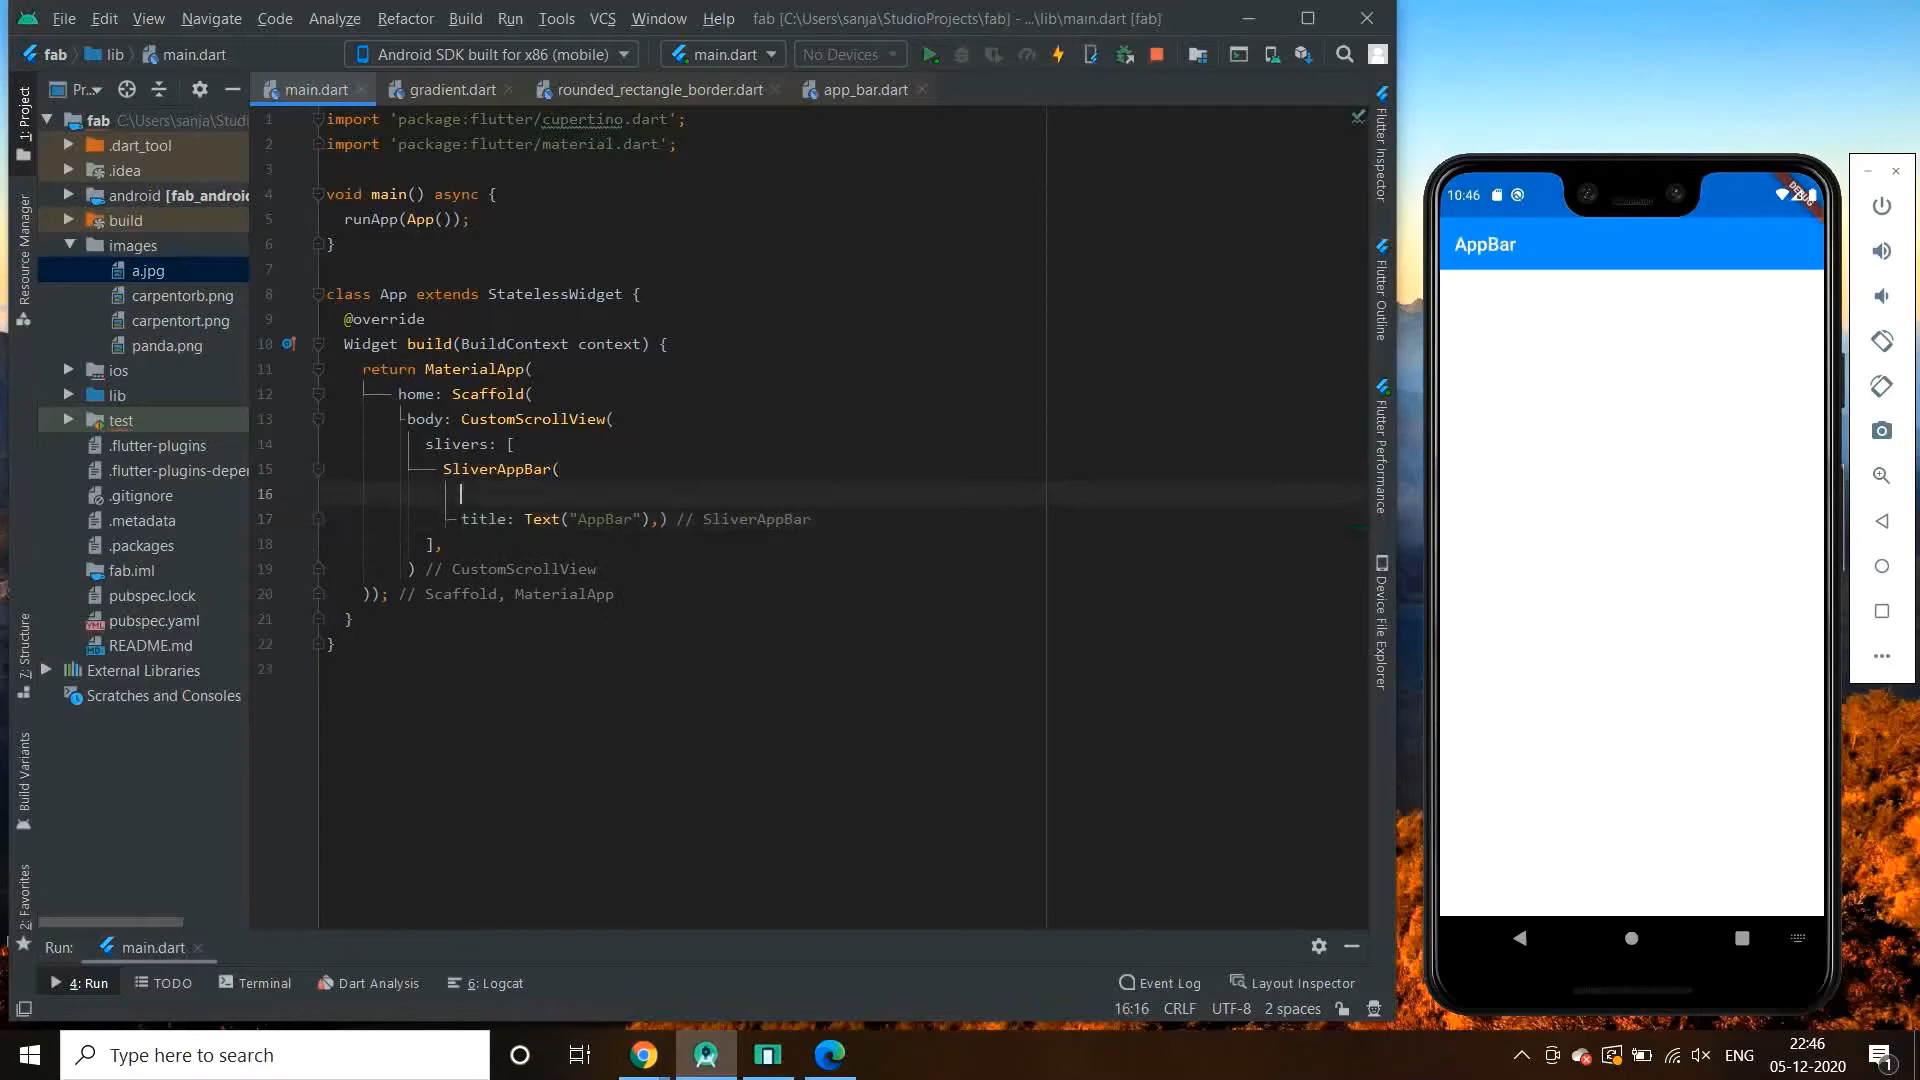 File Edit View Navigate Code Analyze Refactor Build Run Tools VCS Window Help fab [C:\Users\sanja\StudioProjects\fab] - ...\lib\main.dart [fab]
fab lib main.dart Android SDK built for x86 (mobile) main.dart No Devices
1: Project
Resource Manager
7: Structure
Build Variants
2: Favorites
Pr...
fab C:\Users\sanja\Studi
.dart_tool
.idea
android [fab_android
build
images
a.jpg
carpentorb.png
carpentort.png
panda.png
ios
lib
test
.flutter-plugins
.flutter-plugins-depen
.gitignore
.metadata
.packages
fab.iml
pubspec.lock
pubspec.yaml
README.md
External Libraries
Scratches and Consoles
main.dart gradient.dart rounded_rectangle_border.dart app_bar.dart
1 import 'package:flutter/cupertino.dart';
2 import 'package:flutter/material.dart';
3
4 void main() async {
5 runApp(App());
6 }
7
8 class App extends StatelessWidget {
9 @override
10 Widget build(BuildContext context) {
11 return MaterialApp(
12 home: Scaffold(
13 body: CustomScrollView(
14 slivers: [
15 SliverAppBar(
16
17 title: Text("AppBar"),) // SliverAppBar
18 ],
19 ) // CustomScrollView
20 )); // Scaffold, MaterialApp
21 }
22 }
23
Flutter Inspector
Flutter Outline
Flutter Performance
Device File Explorer
10:46
DEBUG
AppBar
Run: main.dart
4: Run TODO Terminal Dart Analysis 6: Logcat Event Log Layout Inspector
16:16 CRLF UTF-8 2 spaces
Type here to search
ENG
22:46
05-12-2020
1